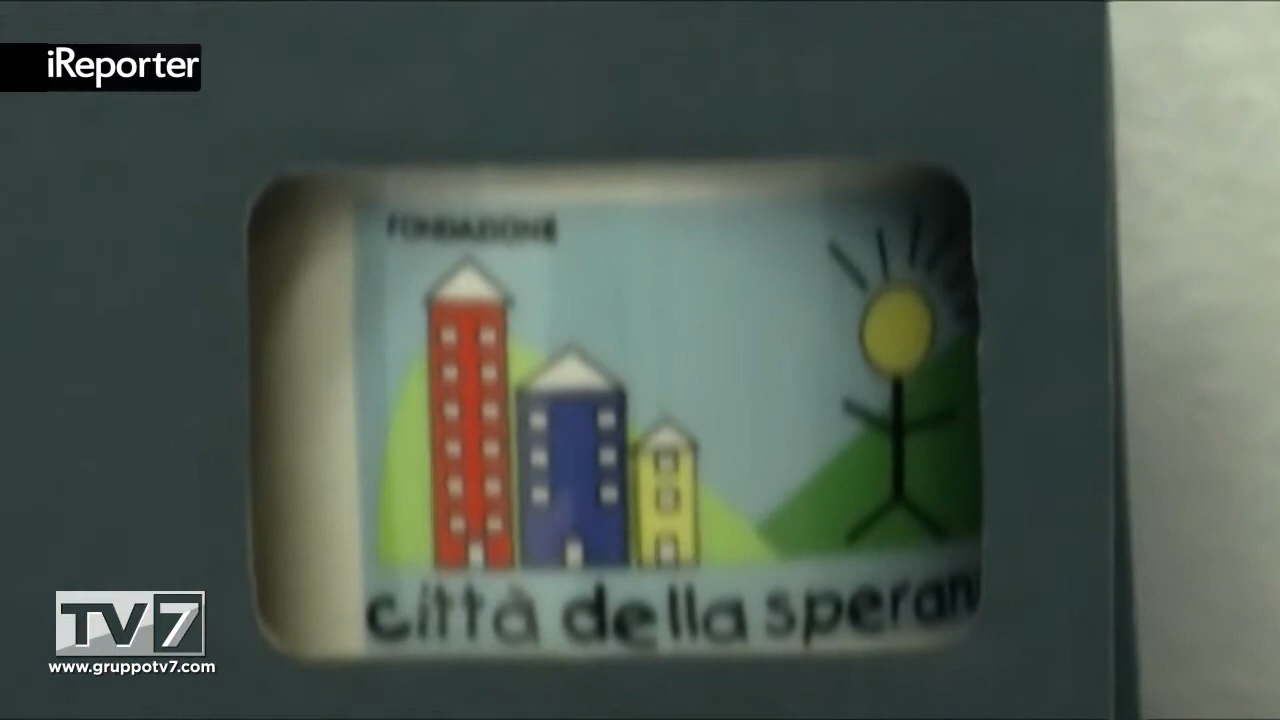 iReporter
FONDAZIONE
città della speran
TV7
www.gruppotv7.com